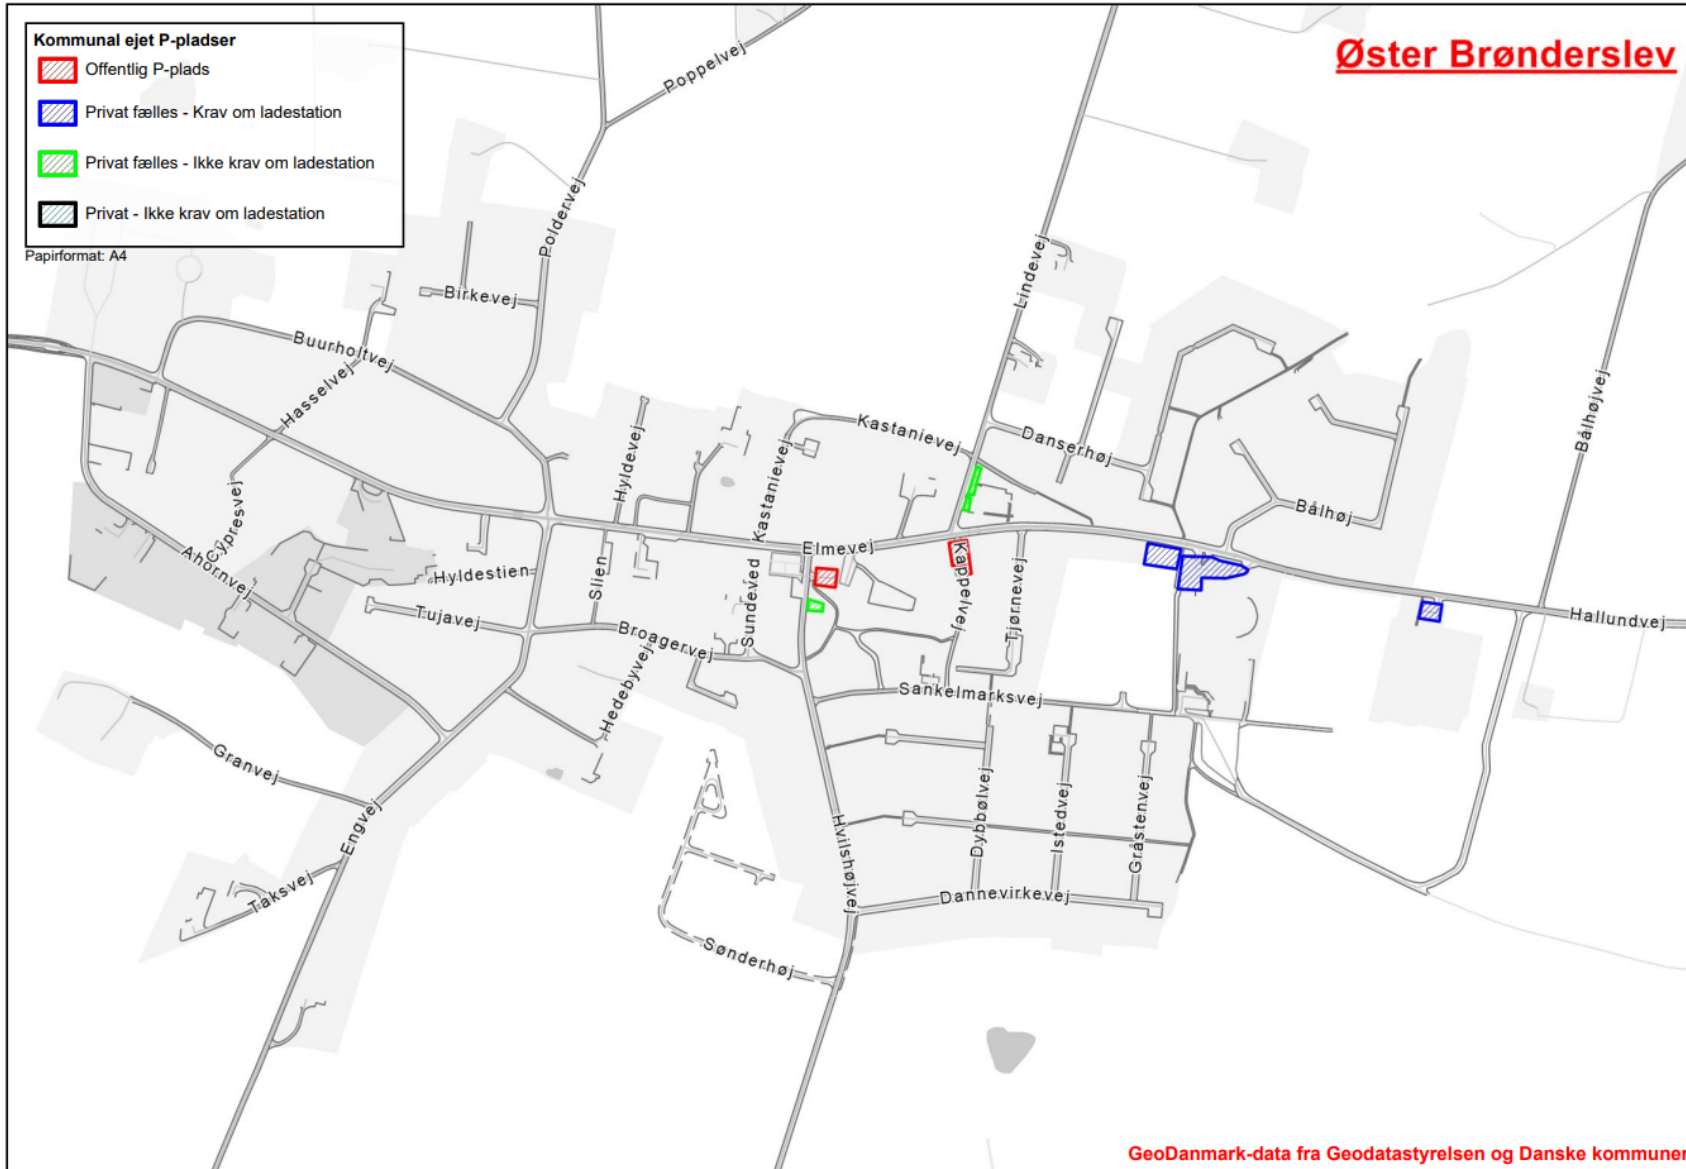 Kommunal ejet P-pladser
Offentlig P-plads
Privat fælles - Krav om ladestation
Privat fælles - Ikke krav om ladestation
Privat - Ikke krav om ladestation
Papirformat: A4
Øster Brønderslev
Poppelvej
Poldervej
Birkevej
Buurholtvej
Hasselvej
Lindevej
Bålhøjvej
Kastanievej
Danserhøj
Hyldevej
Kastanievej
Cypresvej
Bålhøj
Elmevej
Ahornvej
Hyldestien
Slien
Sundeved
Kappelvej
Tjørnevej
Tujavej
Broagervej
Hallundvej
Hedebyvej
Sankelmarksvej
Granvej
Engvej
Hvilshøjvej
Dybbølvej
Istedvej
Gråstenvej
Taksvej
Dannevirkevej
Sønderhøj
GeoDanmark-data fra Geodatastyrelsen og Danske kommuner